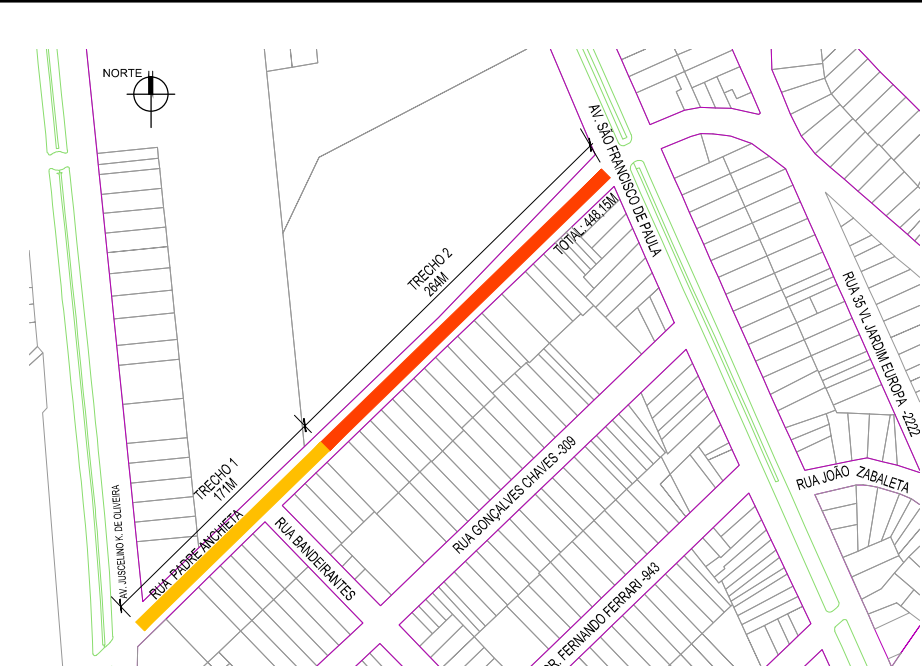 NORTE
AV. SÃO FRANCISCO DE PAULA
TRECHO 2
264M
TOTAL: 448,15M
RUA 35 VL JARDIM EUROPA -2222
TRECHO 1
171M
RUA GONÇALVES CHAVES -309
RUA JOÃO ZABALETA
AV. JUSCELINO K. DE OLIVEIRA
RUA PADRE ANCHIETA
RUA BANDEIRANTES
DR. FERNANDO FERRARI -943